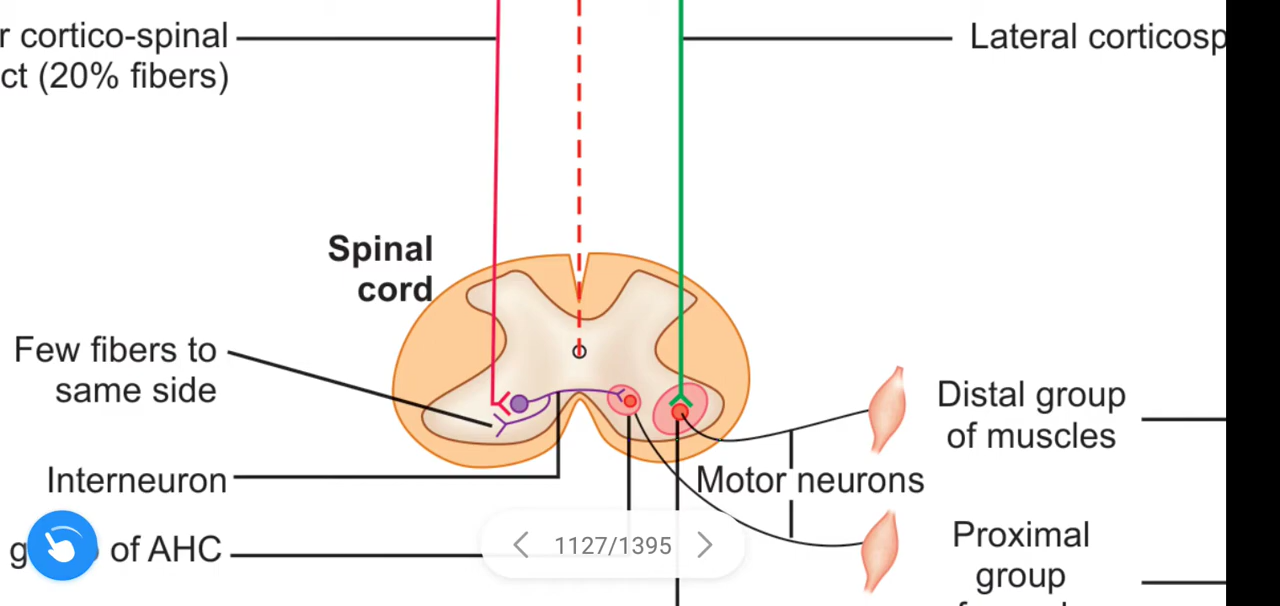 r cortico-spinal
ct (20% fibers)
Lateral corticosp
Spinal
cord
Few fibers to
same side
Distal group
of muscles
Interneuron
Motor neurons
of AHC
1127/1395
Proximal
group